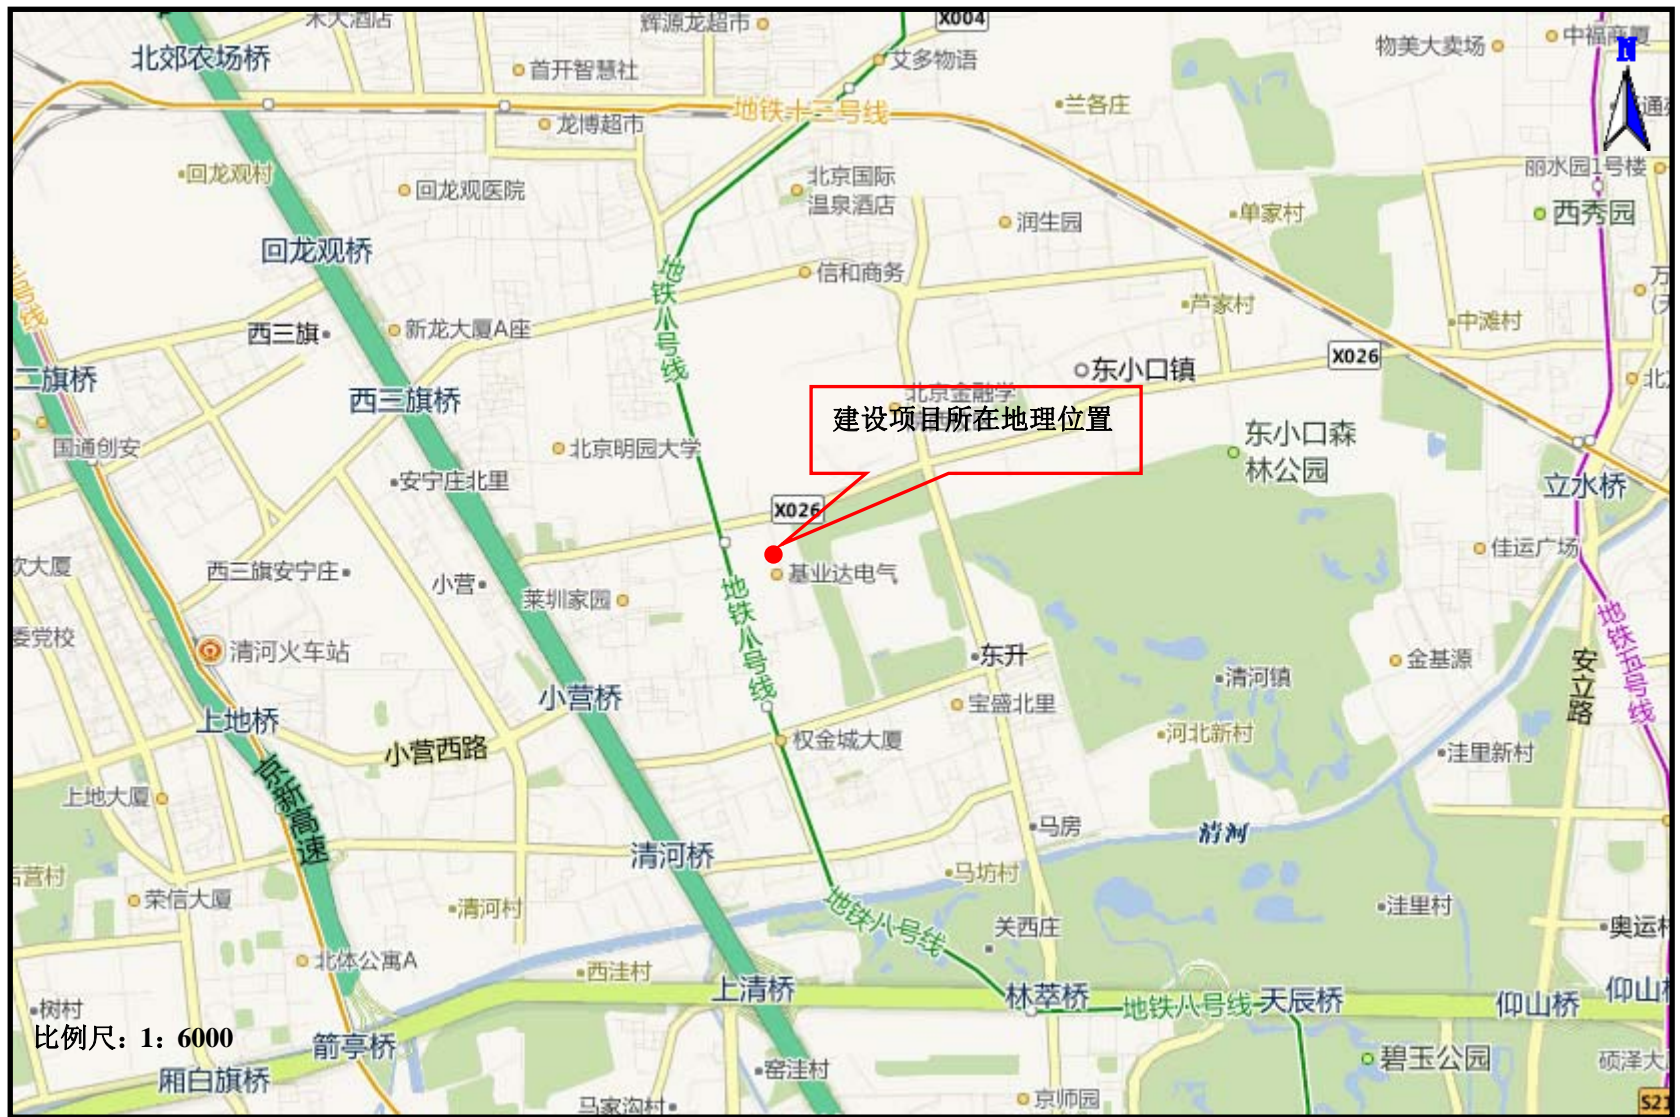 禾大酒店
辉源龙超市
X004
北郊农场桥
首开智慧社
艾多物语
物美大卖场
中福商厦
N
兰各庄
地铁十三号线
龙博超市
回龙观村
回龙观医院
北京国际
温泉酒店
润生园
单家村
丽水园1号楼
西秀园
回龙观桥
信和商务
地铁八号线
芦家村
中滩村
西三旗
新龙大厦A座
X026
二旗桥
东小口镇
西三旗桥
北京金融学
建设项目所在地理位置
东小口森
林公园
国通创安
北京明园大学
安宁庄北里
立水桥
X026
佳运广场
西三旗安宁庄
小营
基业达电气
莱圳家园
地铁八号线
地铁五号线
委党校
清河火车站
东升
金基源
安立路
清河镇
小营桥
宝盛北里
上地桥
小营西路
权金城大厦
河北新村
洼里新村
京新高速
上地大厦
马房
清河
清河桥
马坊村
荣信大厦
清河村
地铁八号线
关西庄
洼里村
奥运村
北体公寓A
西洼村
上清桥
林萃桥
地铁八号线
天辰桥
仰山桥
仰山
树村
比例尺：1：6000
箭亭桥
厢白旗桥
窑洼村
碧玉公园
硕泽大
马家沟村
京师园
S21